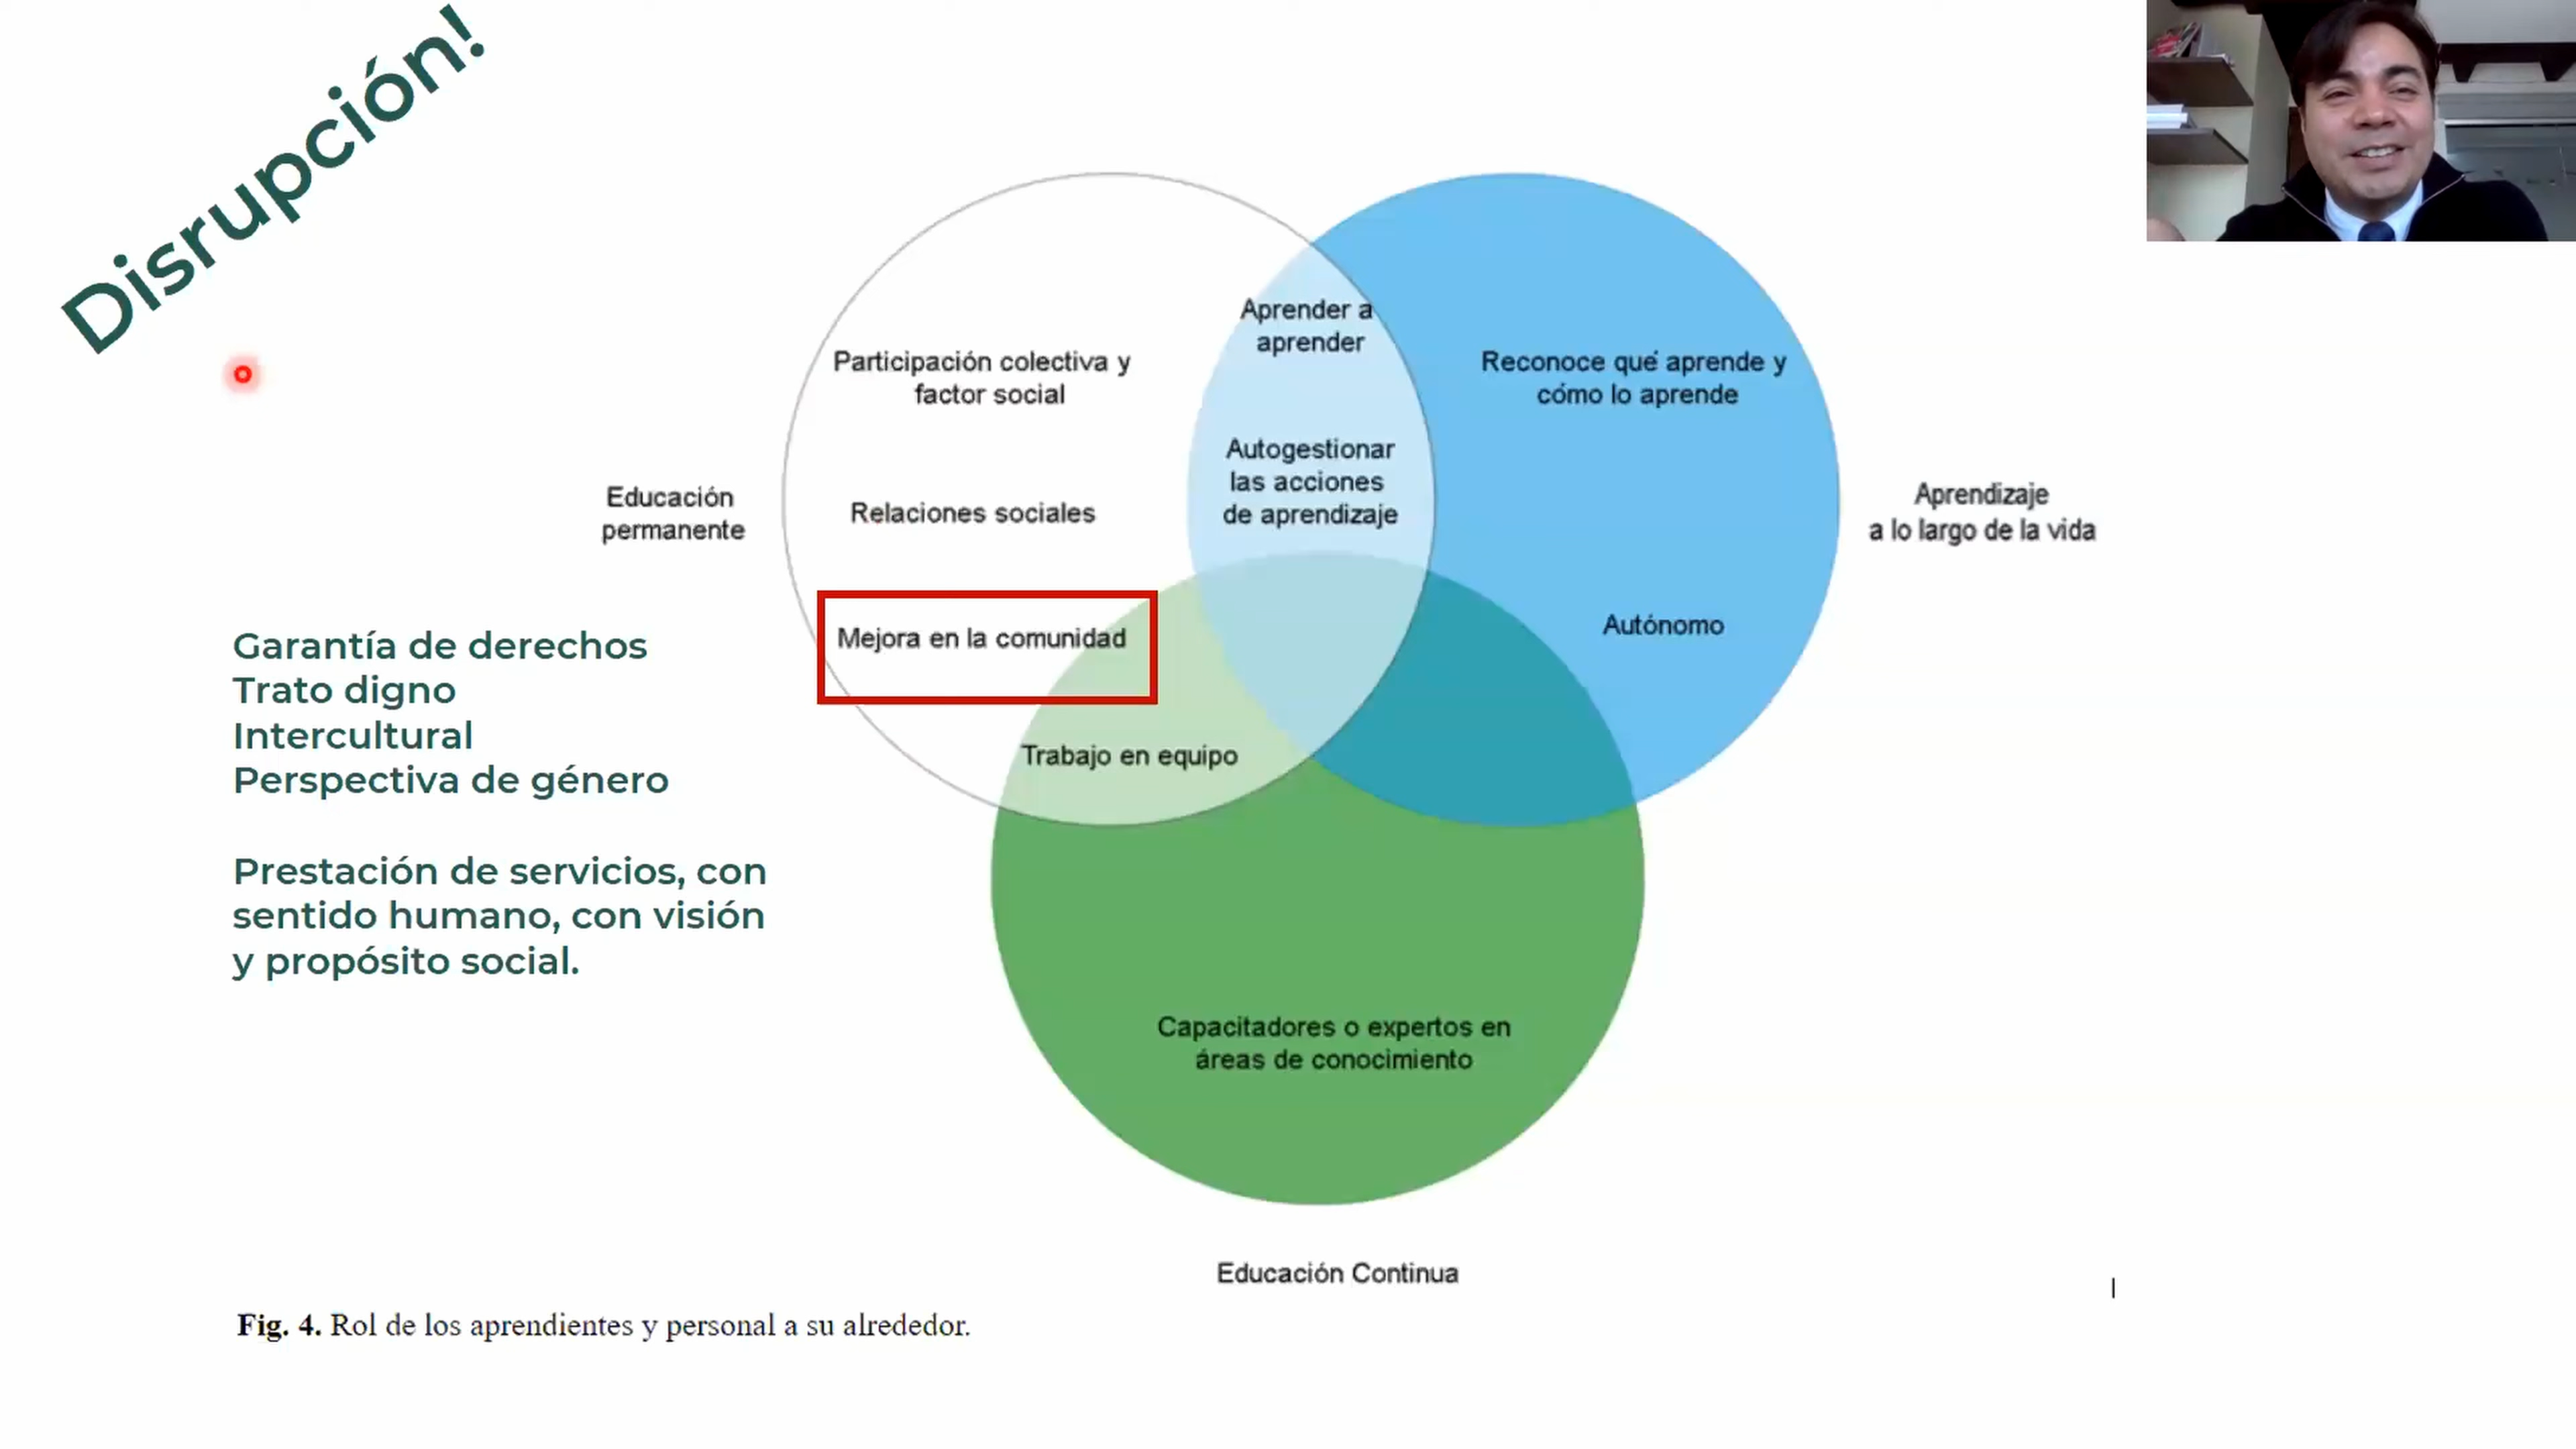 Disrupción!
Aprender a
aprender
Participación colectiva y
factor social
Reconoce qué aprende y
cómo lo aprende
Autogestionar
las acciones
de aprendizaje
Educación
permanente
Relaciones sociales
Aprendizaje
a lo largo de la vida
Mejora en la comunidad
Autónomo
Trabajo en equipo
Garantía de derechos
Trato digno
Intercultural
Perspectiva de género
Prestación de servicios, con
sentido humano, con visión
y propósito social.
Capacitadores o expertos en
áreas de conocimiento
Educación Continua
Fig. 4. Rol de los aprendientes y personal a su alrededor.